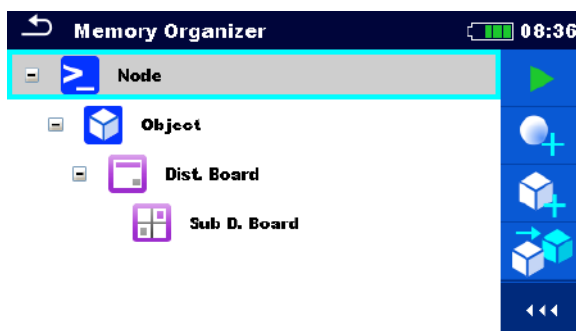 Memory Organizer 08:36
Node
Object
Dist. Board
Sub D. Board